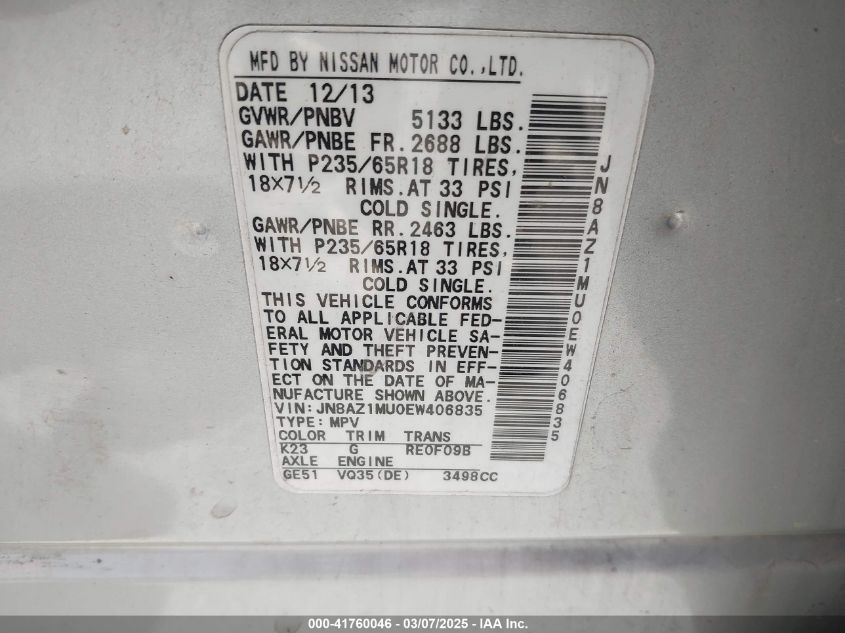 MFD BY NISSAN MOTOR CO.,LTD.
DATE 12/13
GVWR/PNBV 5133 LBS.
GAWR/PNBE FR. 2688 LBS.
WITH P235/65R18 TIRES,
18X7½ RIMS. AT 33 PSI
COLD SINGLE.
GAWR/PNBE RR. 2463 LBS.
WITH P235/65R18 TIRES,
18X7½ RIMS. AT 33 PSI
COLD SINGLE.
THIS VEHICLE CONFORMS
TO ALL APPLICABLE FED-
ERAL MOTOR VEHICLE SA-
FETY AND THEFT PREVEN-
TION STANDARDS IN EFF-
ECT ON THE DATE OF MA-
NUFACTURE SHOWN ABOVE.
VIN: JN8AZ1MU0EW406835
TYPE: MPV
COLOR TRIM TRANS
K23 G RE0F09B
AXLE ENGINE
GE51 VQ35(DE) 3498CC
JN8AZ1MU0EW406835
000-41760046 — 03/07/2025 — IAA Inc.